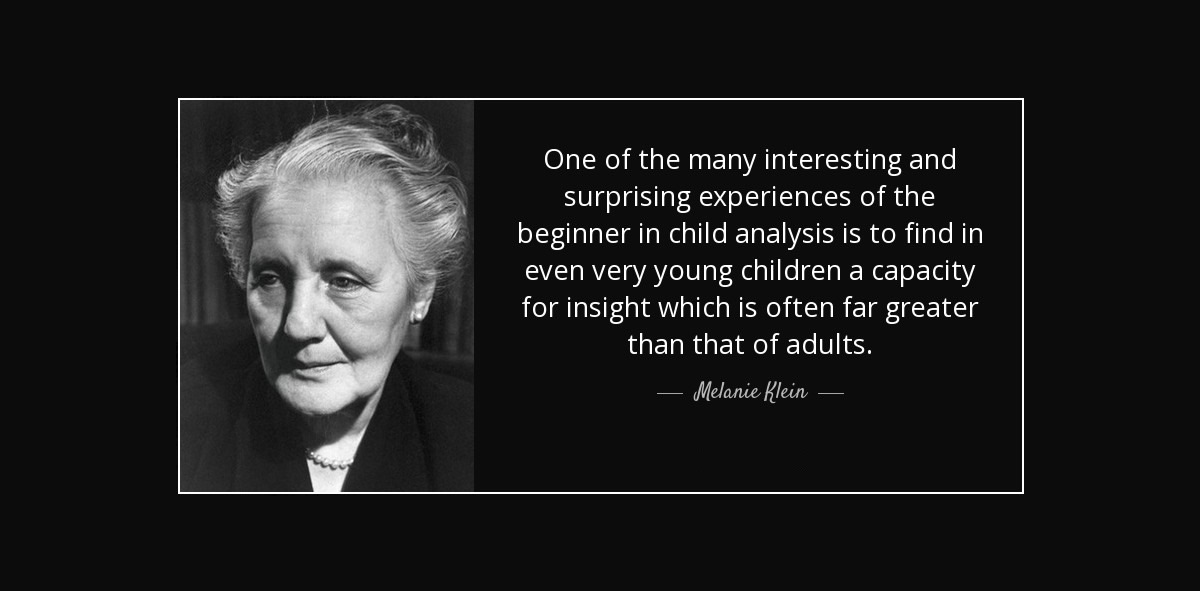 One of the many interesting and
surprising experiences of the
beginner in child analysis is to find in
even very young children a capacity
for insight which is often far greater
than that of adults.
Melanie Klein